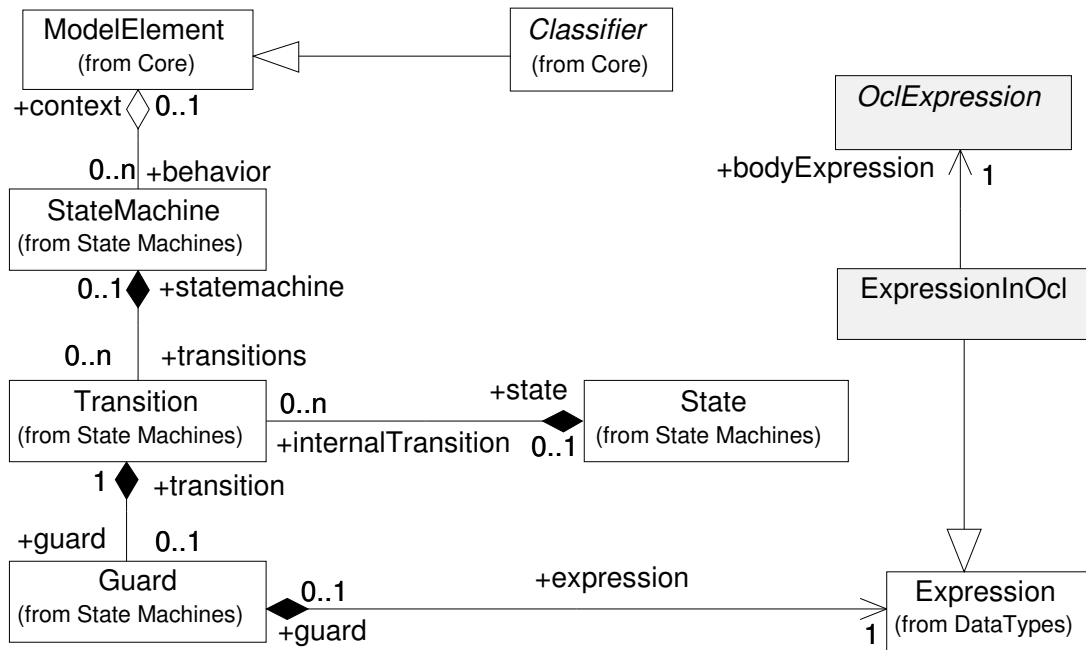 ModelElement
(from Core)
Classifier
(from Core)
+context 0..1
OclExpression
0..n +behavior
+bodyExpression 1
StateMachine
(from State Machines)
0..1 +statemachine
ExpressionInOcl
0..n +transitions
Transition
(from State Machines)
0..n +state
+internalTransition 0..1
State
(from State Machines)
1 +transition
+guard 0..1
Guard
(from State Machines)
0..1 +expression
+guard 1
Expression
(from DataTypes)